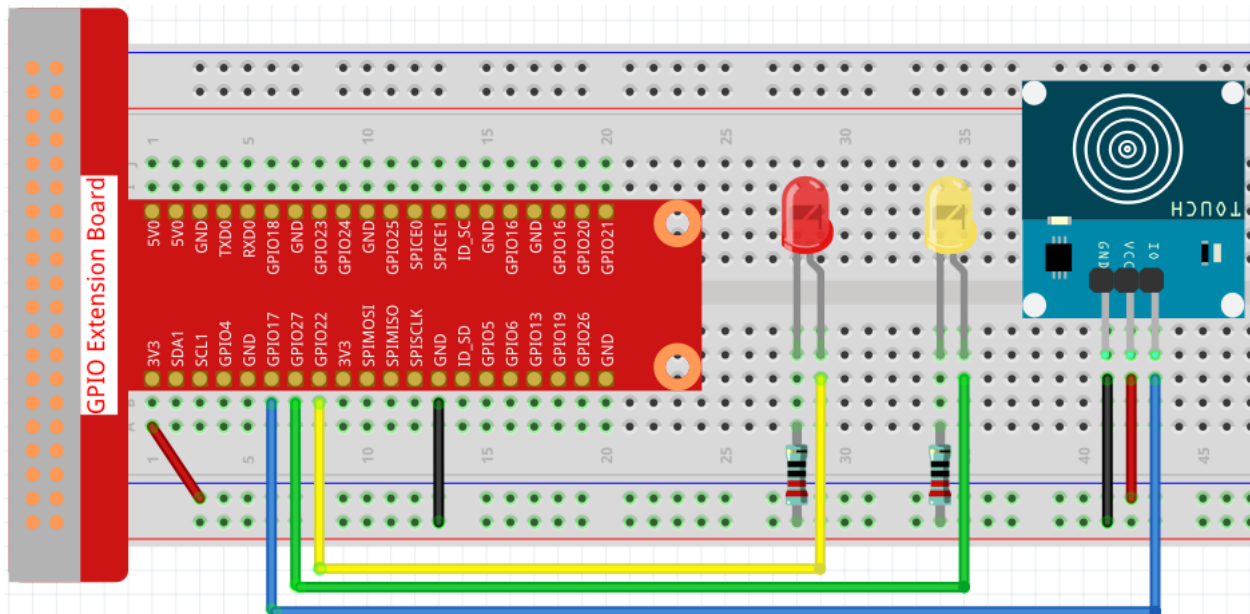 GPIO Extension Board
1
5
10
15
20
25
30
35
5V0
5V0
GND
TXD0
RXD0
GPIO18
GND
GPIO23
GPIO24
GND
GPIO25
SPICE0
SPICE1
ID_SC
GND
GPIO16
GND
GPIO16
GPIO20
GPIO21
TOUCH
GND
VCC
IO
3V3
SDA1
SCL1
GPIO4
GND
GPIO17
GPIO27
GPIO22
3V3
SPIMOSI
SPIMISO
SPISCLK
GND
ID_SD
GPIO5
GPIO6
GPIO13
GPIO19
GPIO26
GND
A
1
5
10
15
20
25
30
35
40
45